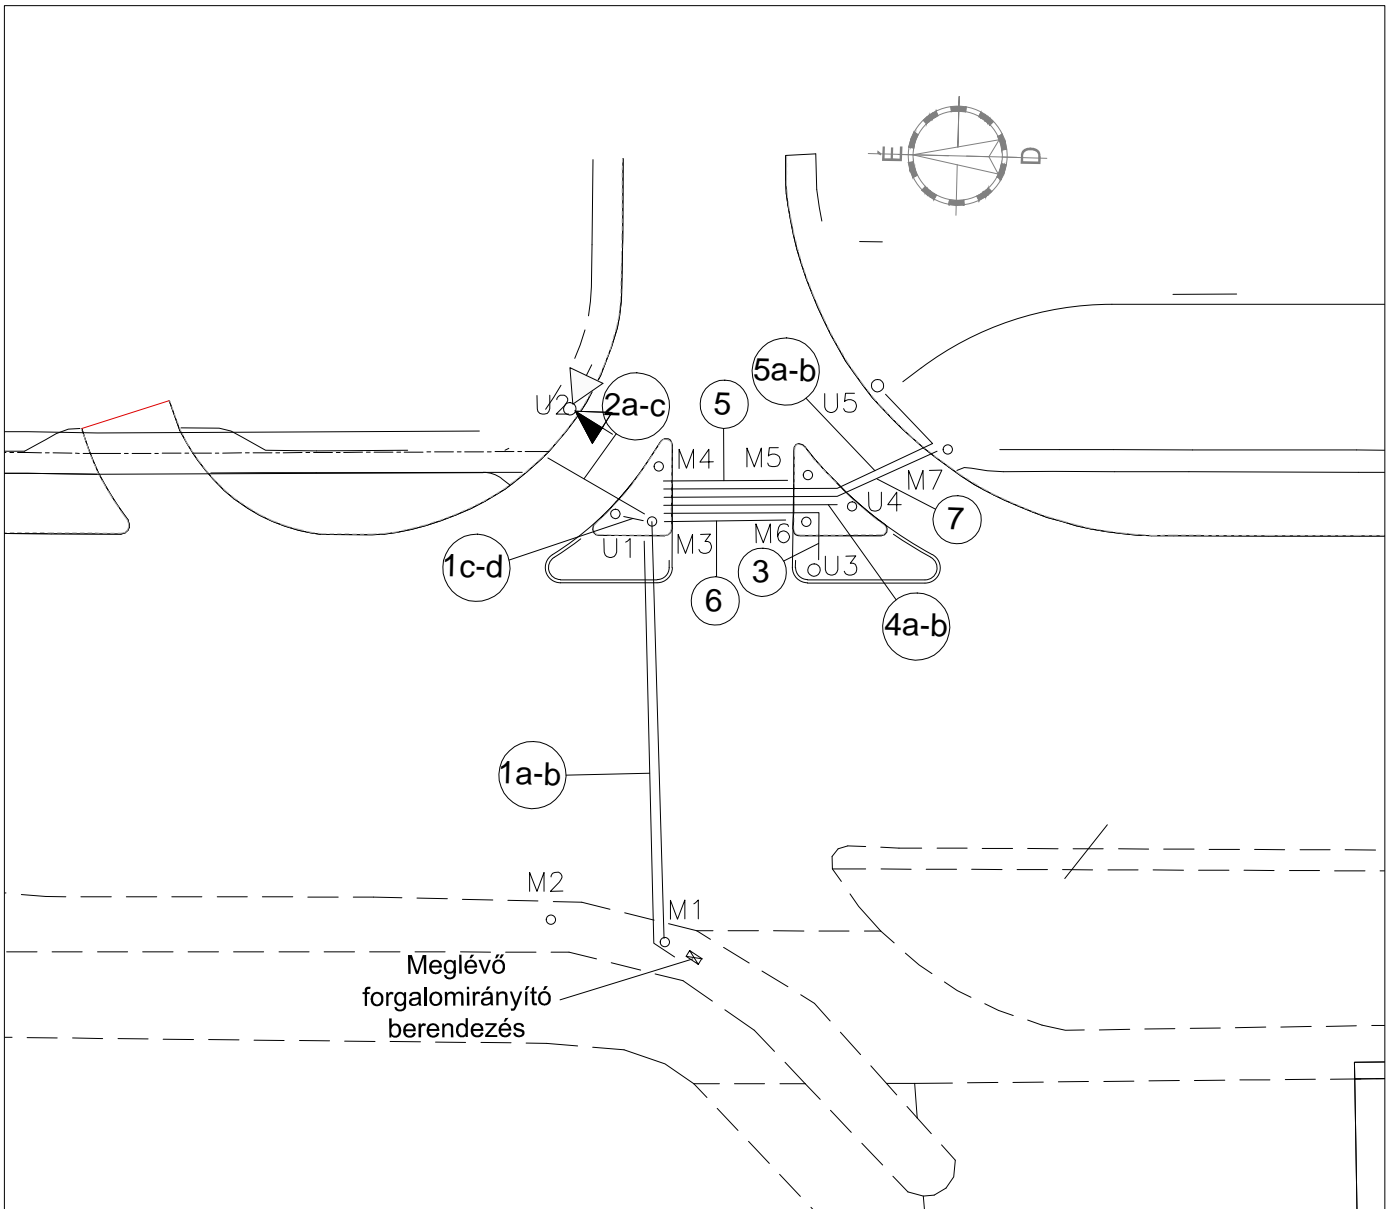 É
D
5a-b
U5
5
U2
2a-c
M4
M5
M7
U4
7
U1
M3
M6
U3
1c-d
3
6
4a-b
1a-b
M2
M1
Meglévő
forgalomirányító
berendezés